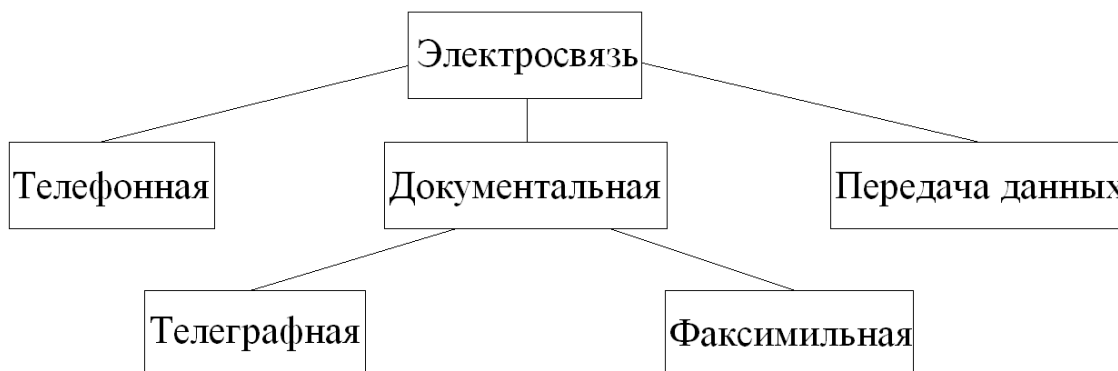 Электросвязь
Телефонная
Документальная
Передача данных
Телеграфная
Факсимильная